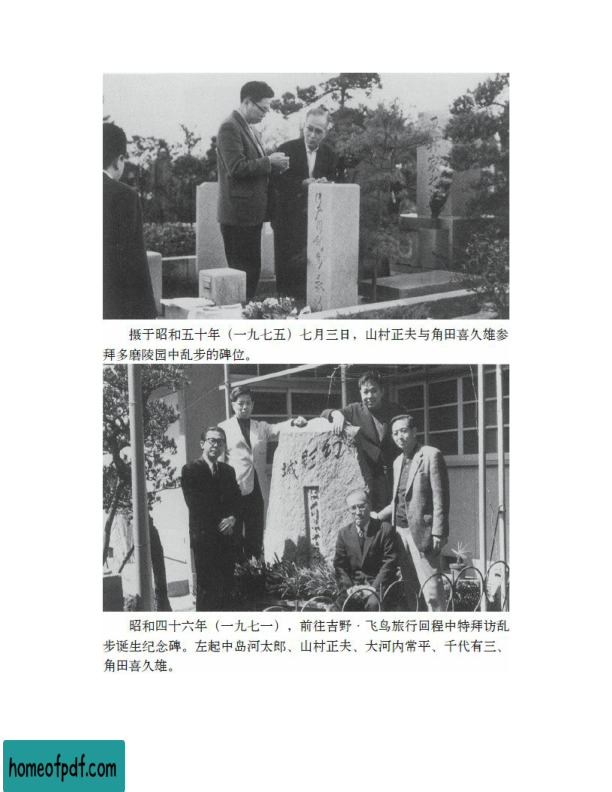 摄于昭和五十年（一九七五）七月三日，山村正夫与角田喜久雄参
拜多磨陵园中乱步的碑位。
幻影城
昭和四十六年（一九七一），前往吉野·飞鸟旅行回程中特拜访乱
步诞生纪念碑。左起中岛河太郎、山村正夫、大河内常平、千代有三、
角田喜久雄。
homeofpdf.com